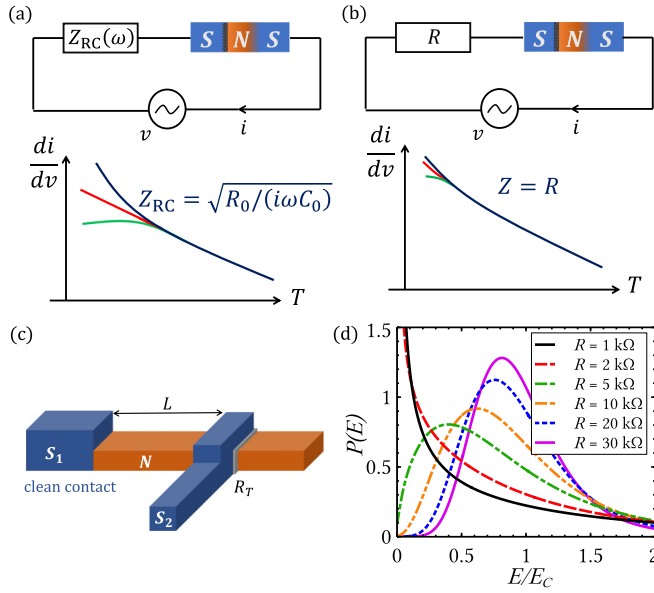 (a)
Z_RC(ω)
S N S
v
i
di/dv
Z_RC = √R_0/(iωC_0)
T
(b)
R
S N S
v
i
di/dv
Z = R
T
(c)
L
S_1
N
clean contact
S_2
R_T
(d)
P(E)
1.5
1
0.5
0
R = 1 kΩ
R = 2 kΩ
R = 5 kΩ
R = 10 kΩ
R = 20 kΩ
R = 30 kΩ
0 0.5 1 1.5 2
E/E_C